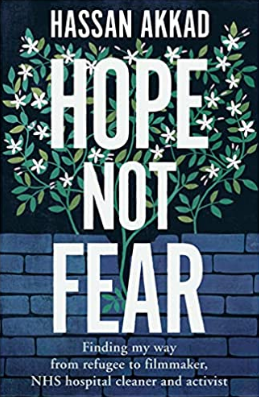 HASSAN AKKAD
HOPE
NOT
FEAR
Finding my way
from refugee to filmmaker,
NHS hospital cleaner and activist